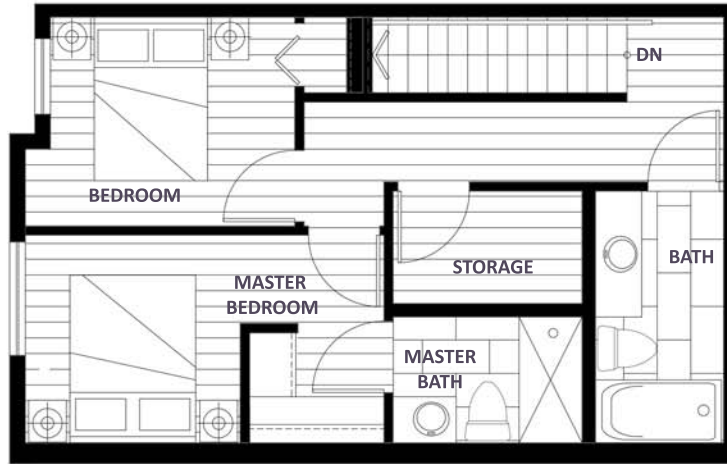 DN
BEDROOM
BATH
STORAGE
MASTER
BEDROOM
MASTER
BATH